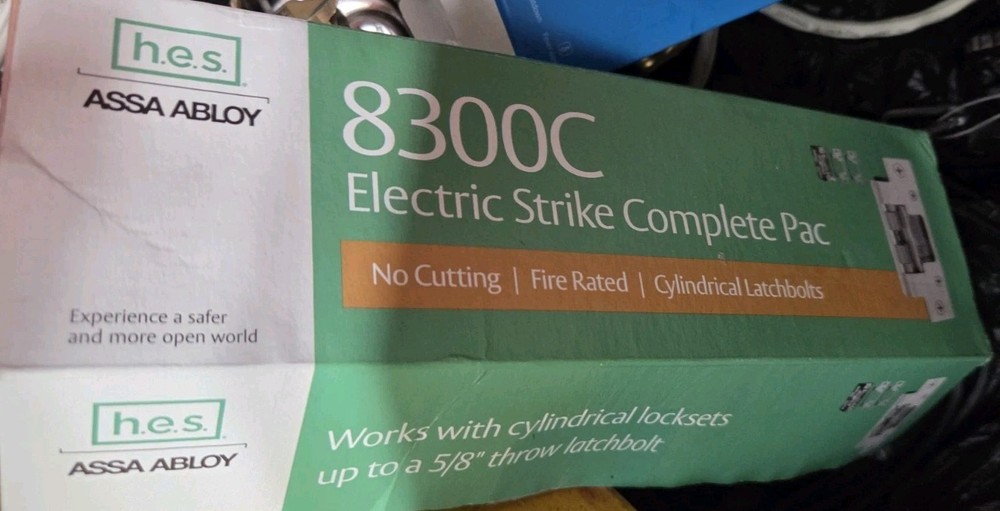 h.e.s.
ASSA ABLOY
8300C
Electric Strike Complete Pac
No Cutting | Fire Rated | Cylindrical Latchbolts
Experience a safer
and more open world
h.e.s.
ASSA ABLOY
Works with cylindrical locksets
up to a 5/8" throw latchbolt